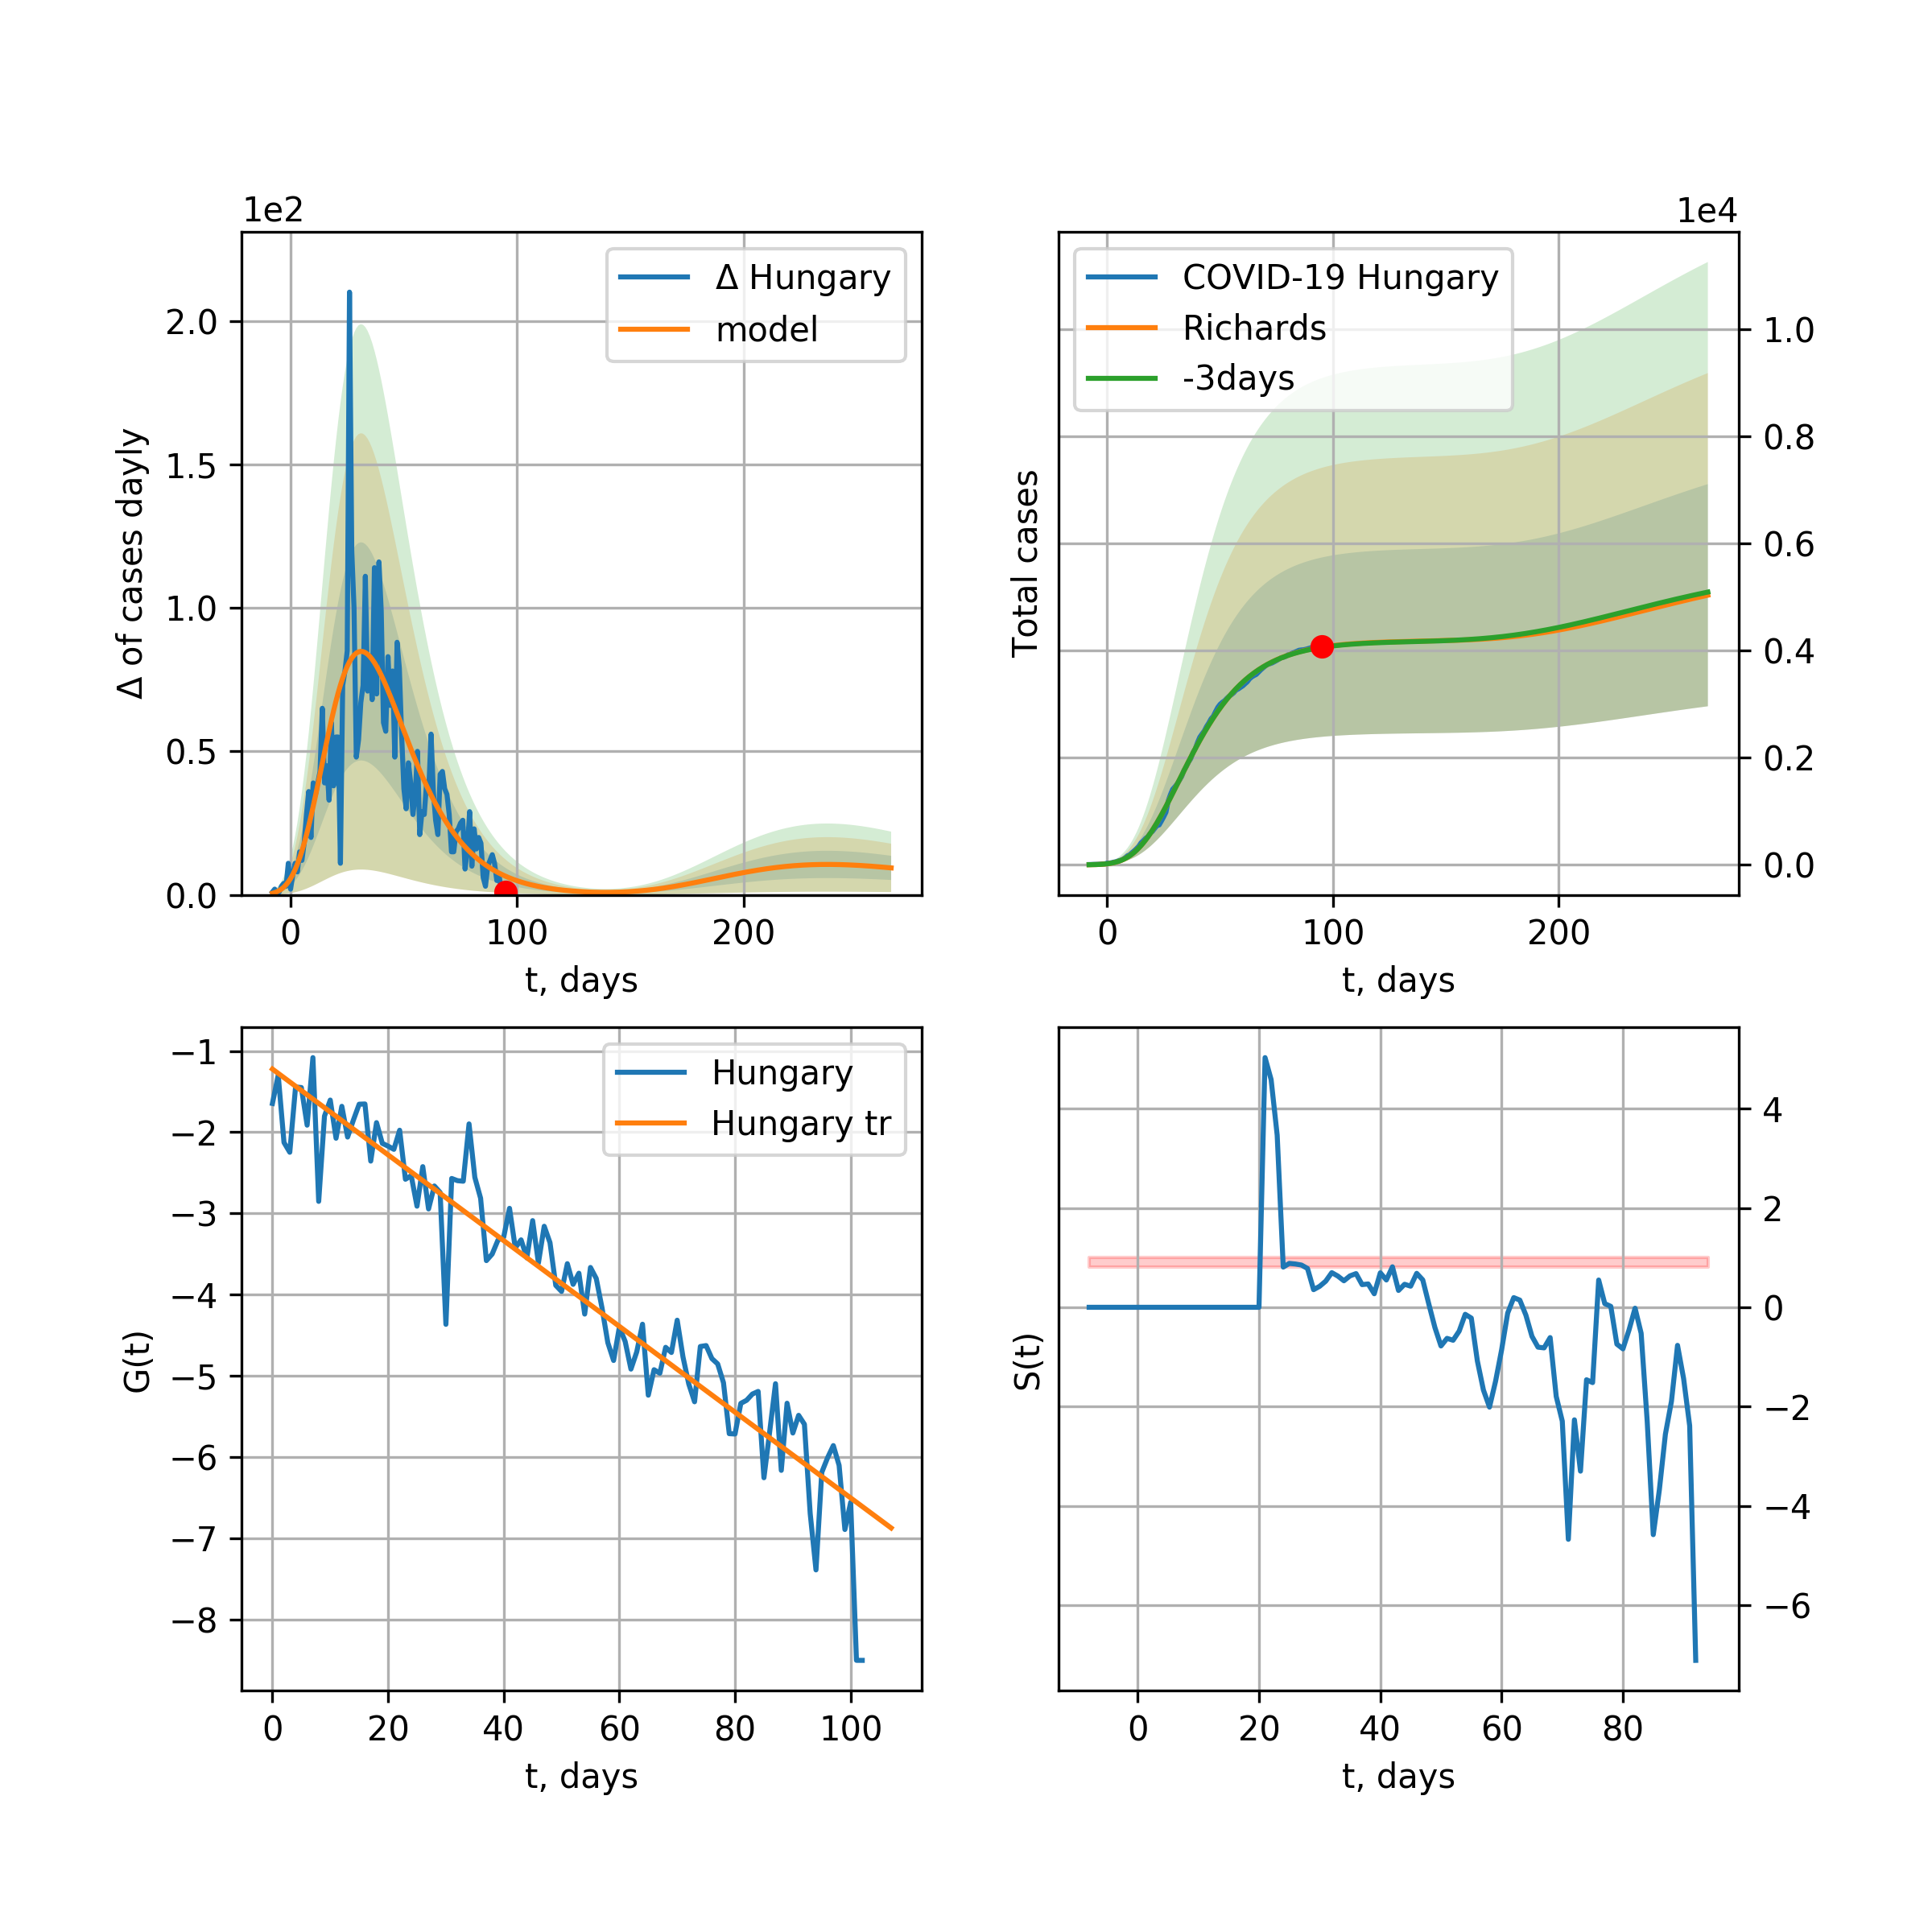 1e2
Δ Hungary
model
2.0
1.5
1.0
0.5
0.0
Δ of cases dayly
0
100
200
t, days
1e4
COVID-19 Hungary
Richards
-3days
Total cases
1.0
0.8
0.6
0.4
0.2
0.0
0
100
200
t, days
Hungary
Hungary tr
−1
−2
−3
−4
−5
−6
−7
−8
G(t)
0
20
40
60
80
100
t, days
S(t)
4
2
0
−2
−4
−6
0
20
40
60
80
t, days